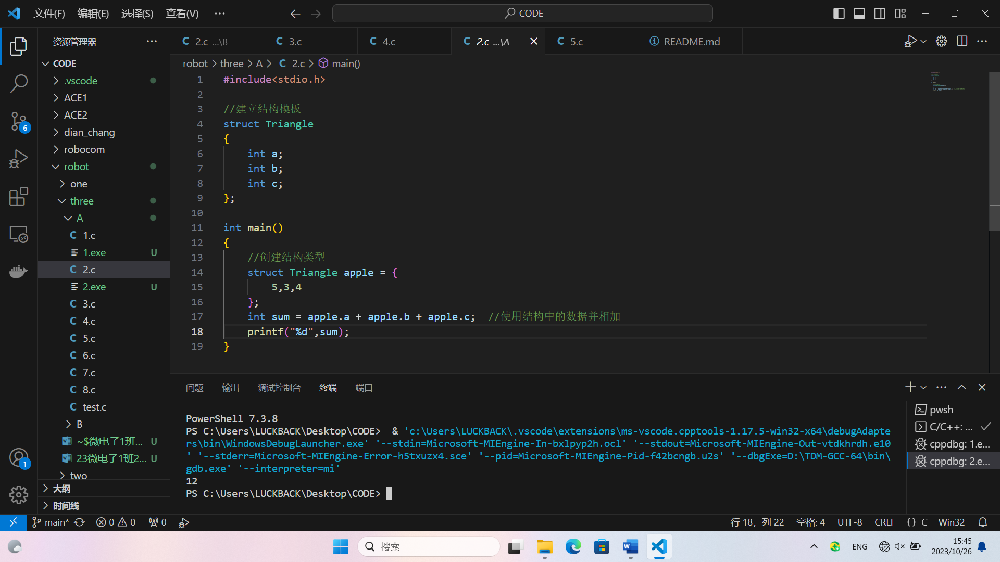 文件(F) 编辑(E) 选择(S) 查看(V) ··· CODE
资源管理器 ···
2.c ...\B 3.c 4.c 2.c ...\A 5.c README.md
robot > three > A > C 2.c > main()
CODE
.vscode
ACE1
ACE2
dian_chang
robocom
robot
one
three
A
C 1.c
1.exe U
C 2.c
2.exe U
C 3.c
C 4.c
C 5.c
C 6.c
C 7.c
C 8.c
C test.c
B
~$微电子1班... U
23微电子1班2... U
two
大纲
时间线
6
1
1 #include<stdio.h>
2
3 //建立结构模板
4 struct Triangle
5 {
6 int a;
7 int b;
8 int c;
9 };
10
11 int main()
12 {
13 //创建结构类型
14 struct Triangle apple = {
15 5,3,4
16 };
17 int sum = apple.a + apple.b + apple.c; //使用结构中的数据并相加
18 printf("%d",sum);
19 }
问题 输出 调试控制台 终端 端口
PowerShell 7.3.8
PS C:\Users\LUCKBACK\Desktop\CODE> & 'c:\Users\LUCKBACK\.vscode\extensions\ms-vscode.cpptools-1.17.5-win32-x64\debugAdapte
rs\bin\WindowsDebugLauncher.exe' '--stdin=Microsoft-MIEngine-In-bxlpyp2h.ocl' '--stdout=Microsoft-MIEngine-Out-vtdkhrdh.e10
' '--stderr=Microsoft-MIEngine-Error-h5txuzx4.sce' '--pid=Microsoft-MIEngine-Pid-f42bcngb.u2s' '--dbgExe=D:\TDM-GCC-64\bin\
gdb.exe' '--interpreter=mi'
12
PS C:\Users\LUCKBACK\Desktop\CODE>
pwsh
C/C++: ...
cppdbg: 1.e...
cppdbg: 2.e...
main* 0 0 0 行 18，列 22 空格: 4 UTF-8 CRLF {} C Win32
搜索 ENG 15:45
2023/10/26